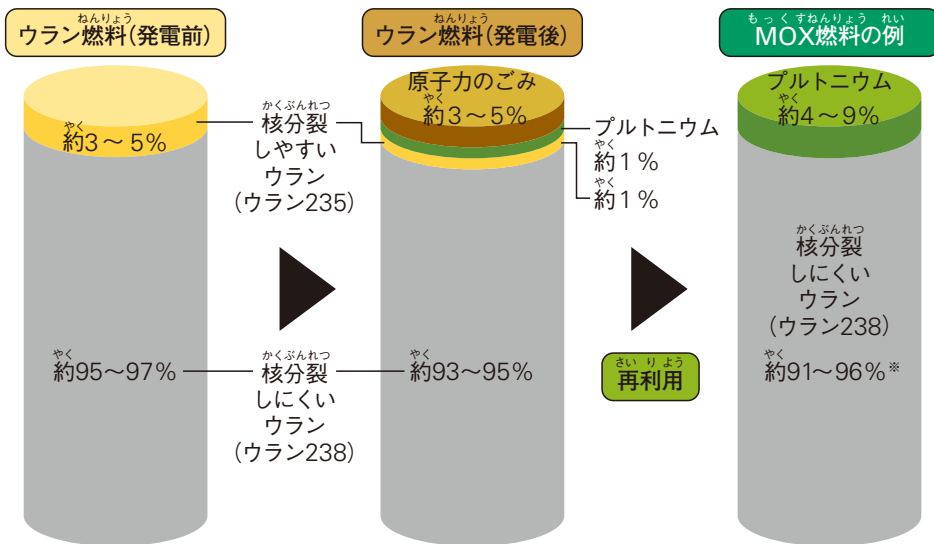 ねんりょう
ウラン燃料(発電前)
やく
約3～5%
かくぶんれつ
核分裂
しやすい
ウラン
(ウラン235)
やく
約95～97%
かくぶんれつ
核分裂
しにくい
ウラン
(ウラン238)
ねんりょう
ウラン燃料(発電後)
原子力のごみ
やく
約3～5%
プルトニウム
やく
約1%
やく
約1%
やく
約93～95%
さいりよう
再利用
もっくすねんりょう れい
MOX燃料の例
プルトニウム
やく
約4～9%
かくぶんれつ
核分裂
しにくい
ウラン
(ウラン238)
やく
約91～96%※